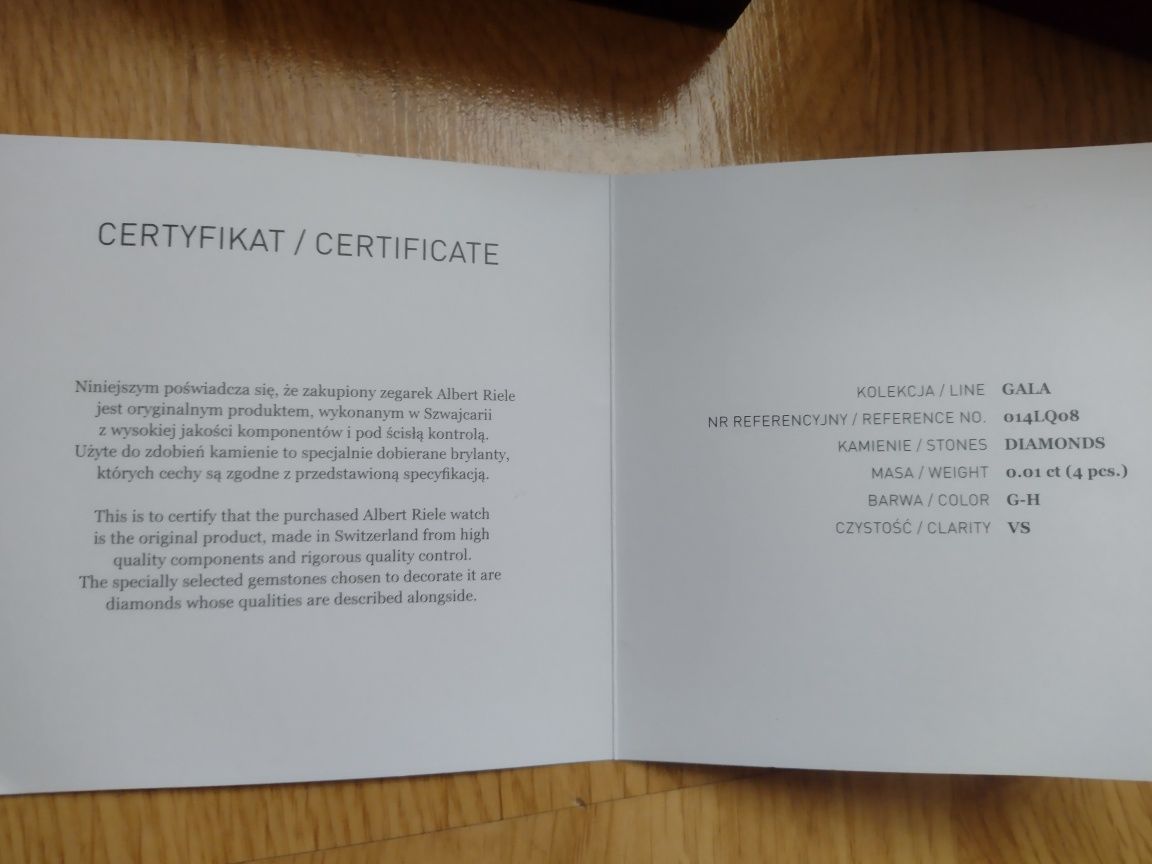 CERTYFIKAT / CERTIFICATE
Niniejszym poświadcza się, że zakupiony zegarek Albert Riele
jest oryginalnym produktem, wykonanym w Szwajcarii
z wysokiej jakości komponentów i pod ścisłą kontrolą.
Użyte do zdobień kamienie to specjalnie dobierane brylanty,
których cechy są zgodne z przedstawioną specyfikacją.
This is to certify that the purchased Albert Riele watch
is the original product, made in Switzerland from high
quality components and rigorous quality control.
The specially selected gemstones chosen to decorate it are
diamonds whose qualities are described alongside.
KOLEKCJA / LINE GALA
NR REFERENCYJNY / REFERENCE NO. 014LQ08
KAMIENIE / STONES DIAMONDS
MASA / WEIGHT 0.01 ct (4 pcs.)
BARWA / COLOR G-H
CZYSTOŚĆ / CLARITY VS